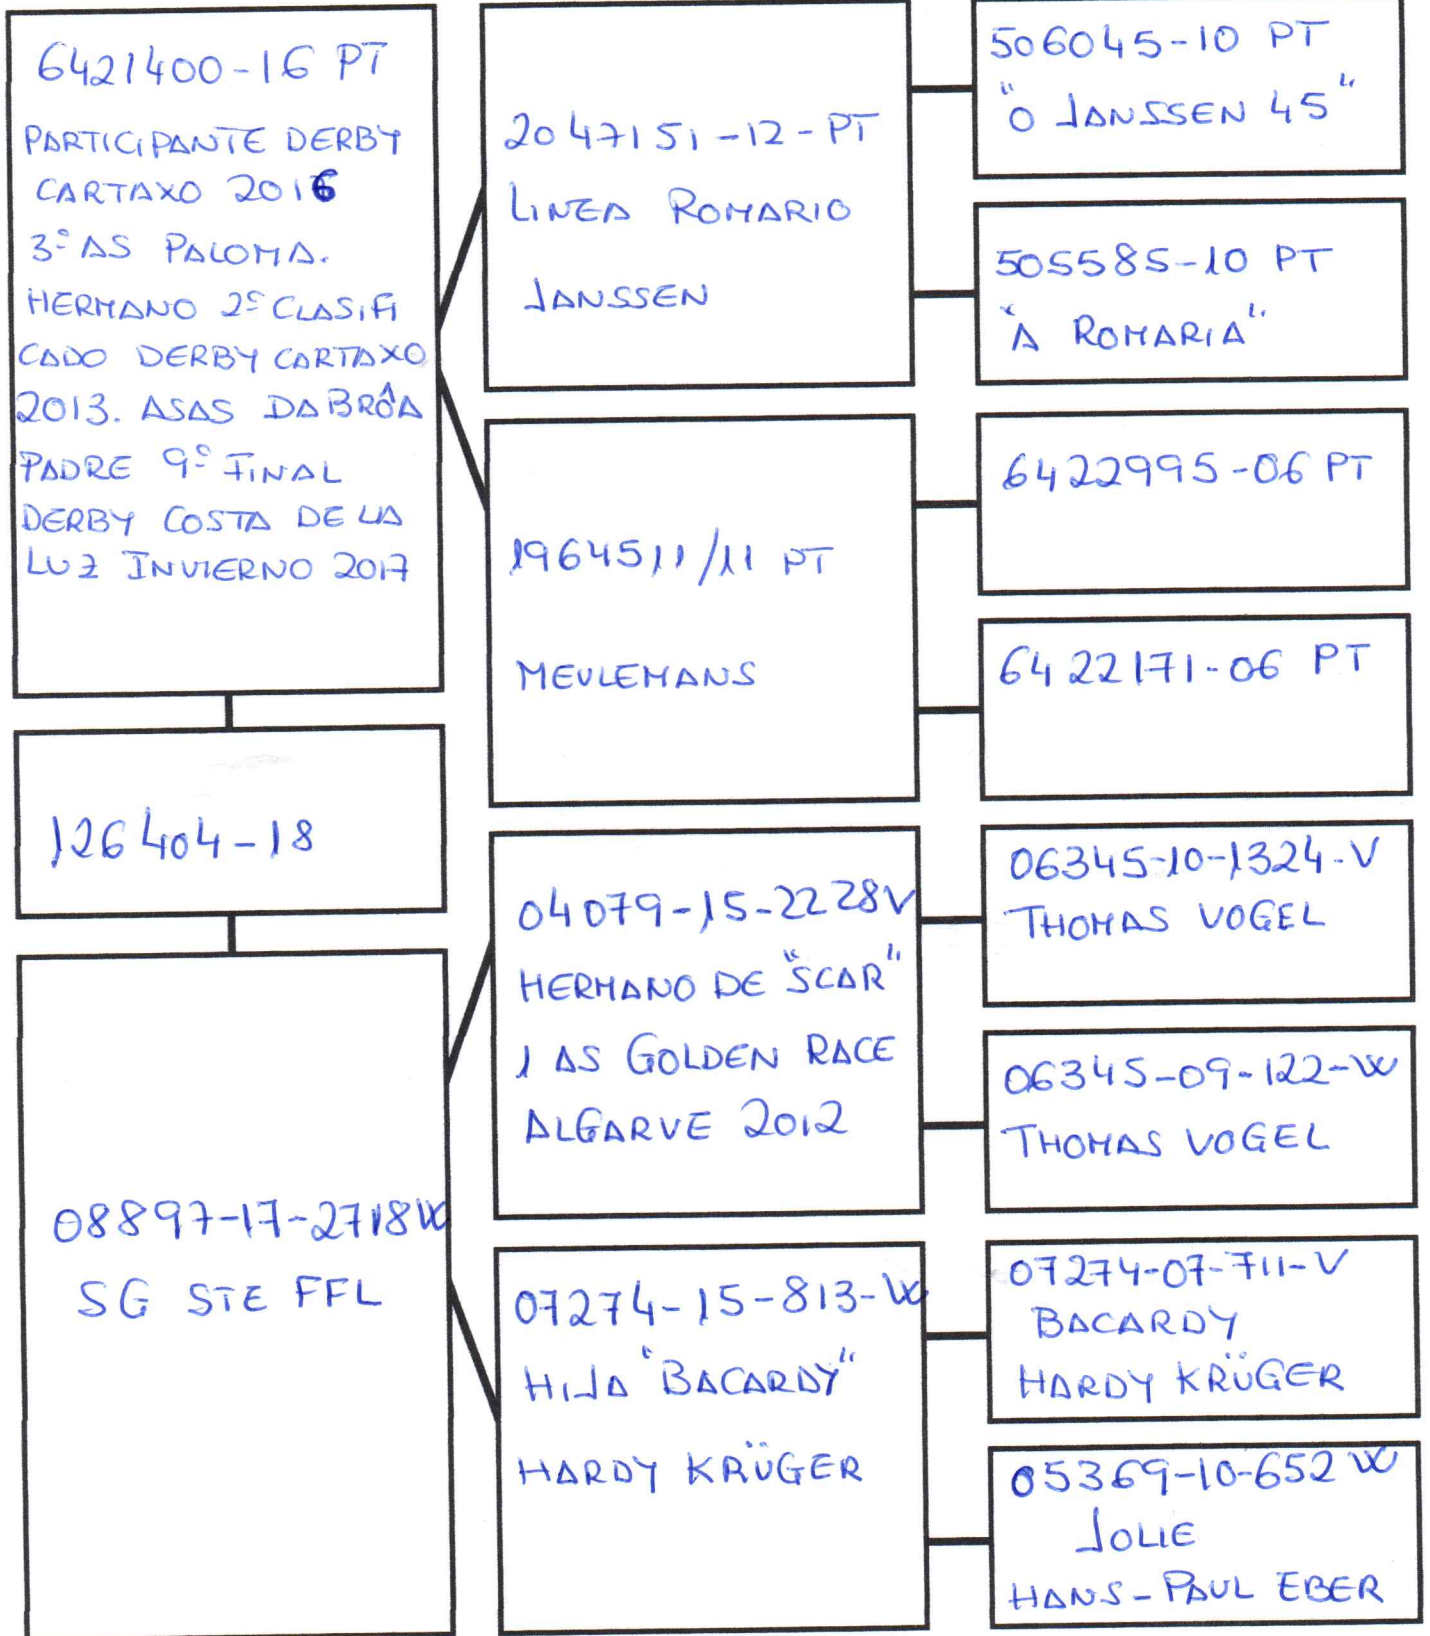 6421400-16 PT
PARTICIPANTE DERBY
CARTAXO 2016
3º AS PALOMA.
HERMANO 2º CLASIFI
CADO DERBY CARTAXO
2013. ASAS DA BRÔA
PADRE 9º FINAL
DERBY COSTA DE LA
LUZ INVIERNO 2017
126404-18
08897-17-2718W
SG STE FFL
2047151-12-PT
LINEA ROMARIO
JANSSEN
1964511/11 PT
MEULEMANS
04079-15-2228V
HERMANO DE "SCAR"
1 AS GOLDEN RACE
ALGARVE 2012
07274-15-813-W
HIJA "BACARDY"
HARDY KRÜGER
506045-10 PT
"O JANSSEN 45"
505585-10 PT
"A ROMARIA"
6422995-06 PT
6422171-06 PT
06345-10-1324-V
THOMAS VOGEL
06345-09-122-W
THOMAS VOGEL
07274-07-711-V
BACARDY
HARDY KRÜGER
05369-10-652 W
JOLIE
HANS-PAUL EBER